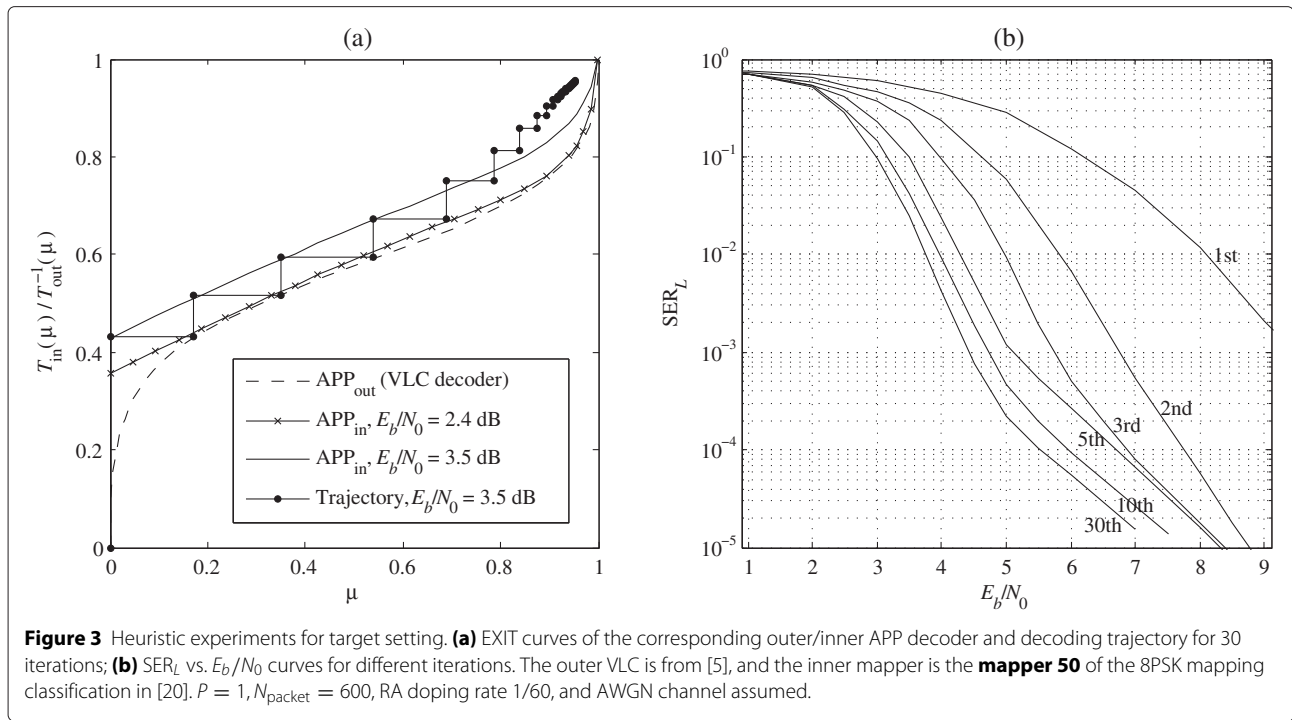 (a)
1
0.8
0.6
0.4
0.2
0
0 0.2 0.4 0.6 0.8 1
μ
T_in(μ) / T_out^−1(μ)
APP_out (VLC decoder)
APP_in, E_b/N_0 = 2.4 dB
APP_in, E_b/N_0 = 3.5 dB
Trajectory, E_b/N_0 = 3.5 dB
(b)
10^0
10^−1
10^−2
10^−3
10^−4
10^−5
1 2 3 4 5 6 7 8 9
E_b/N_0
SER_L
1st
2nd
3rd
5th
10th
30th
Figure 3 Heuristic experiments for target setting. (a) EXIT curves of the corresponding outer/inner APP decoder and decoding trajectory for 30
iterations; (b) SER_L vs. E_b/N_0 curves for different iterations. The outer VLC is from [5], and the inner mapper is the mapper 50 of the 8PSK mapping
classification in [20]. P = 1, N_packet = 600, RA doping rate 1/60, and AWGN channel assumed.